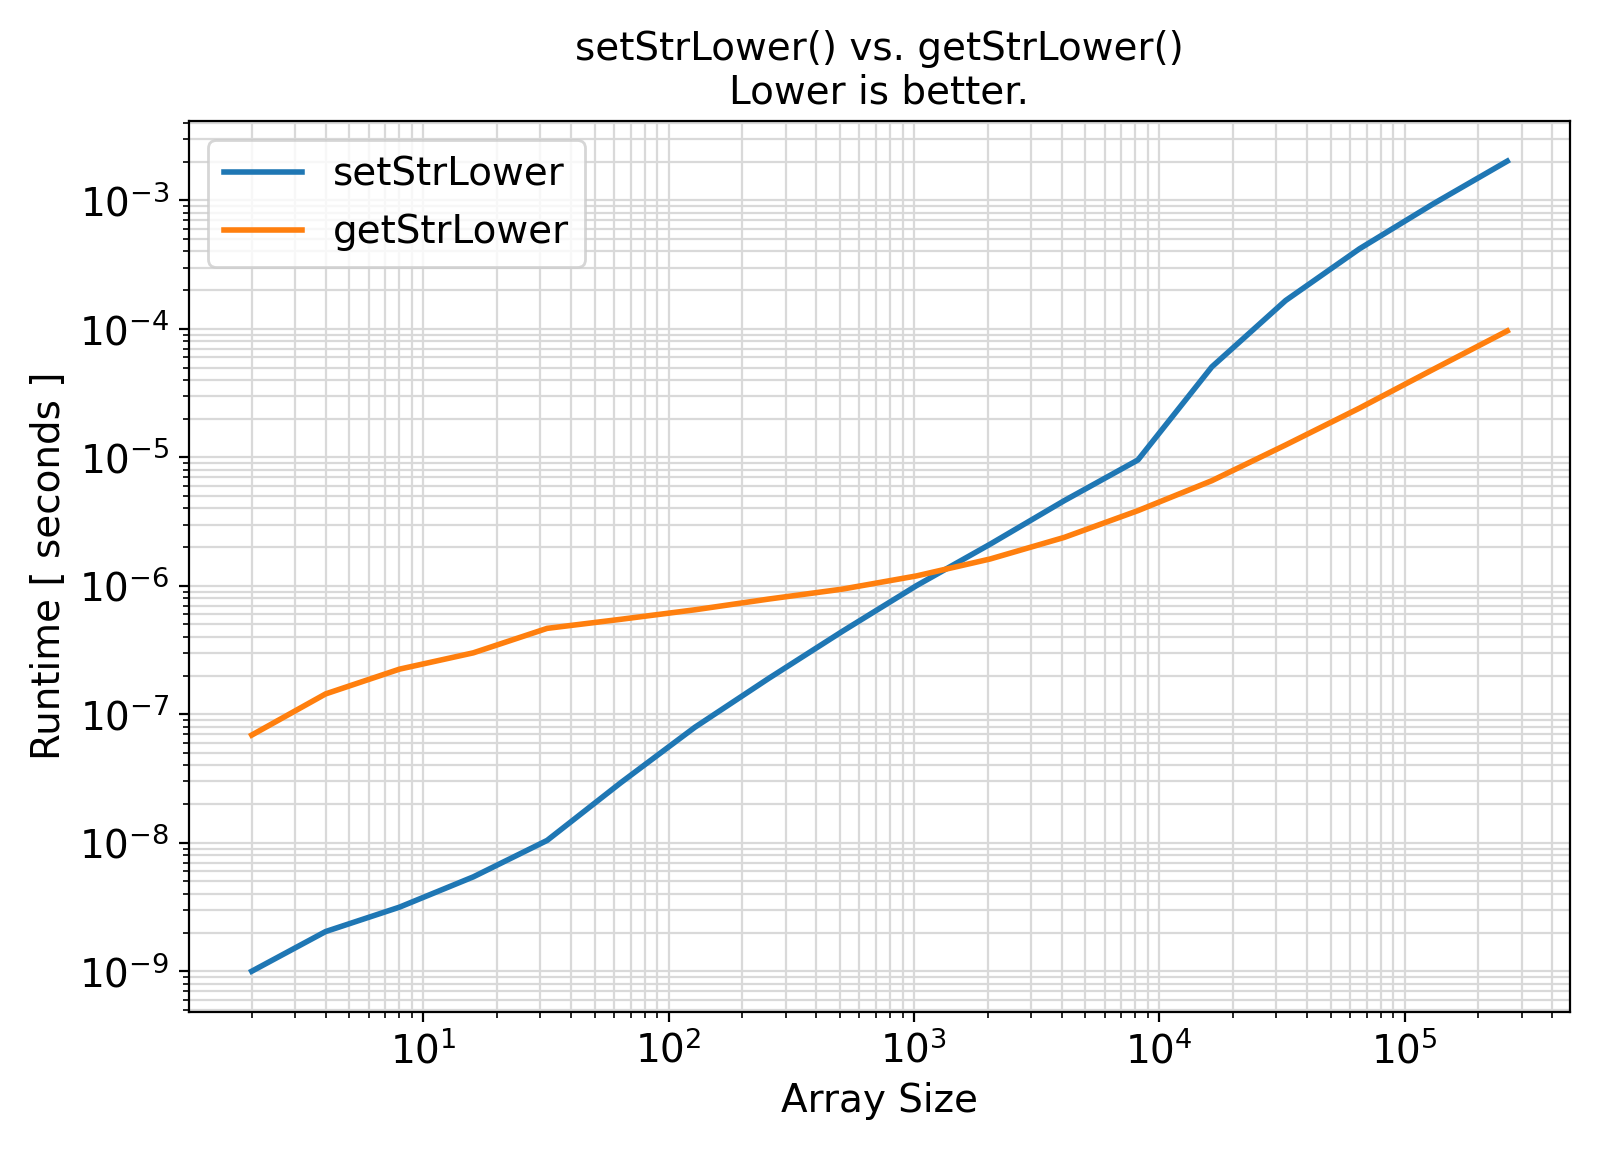 setStrLower() vs. getStrLower()
Lower is better.
setStrLower
getStrLower
Runtime [ seconds ]
10⁻³
10⁻⁴
10⁻⁵
10⁻⁶
10⁻⁷
10⁻⁸
10⁻⁹
10¹ 10² 10³ 10⁴ 10⁵
Array Size